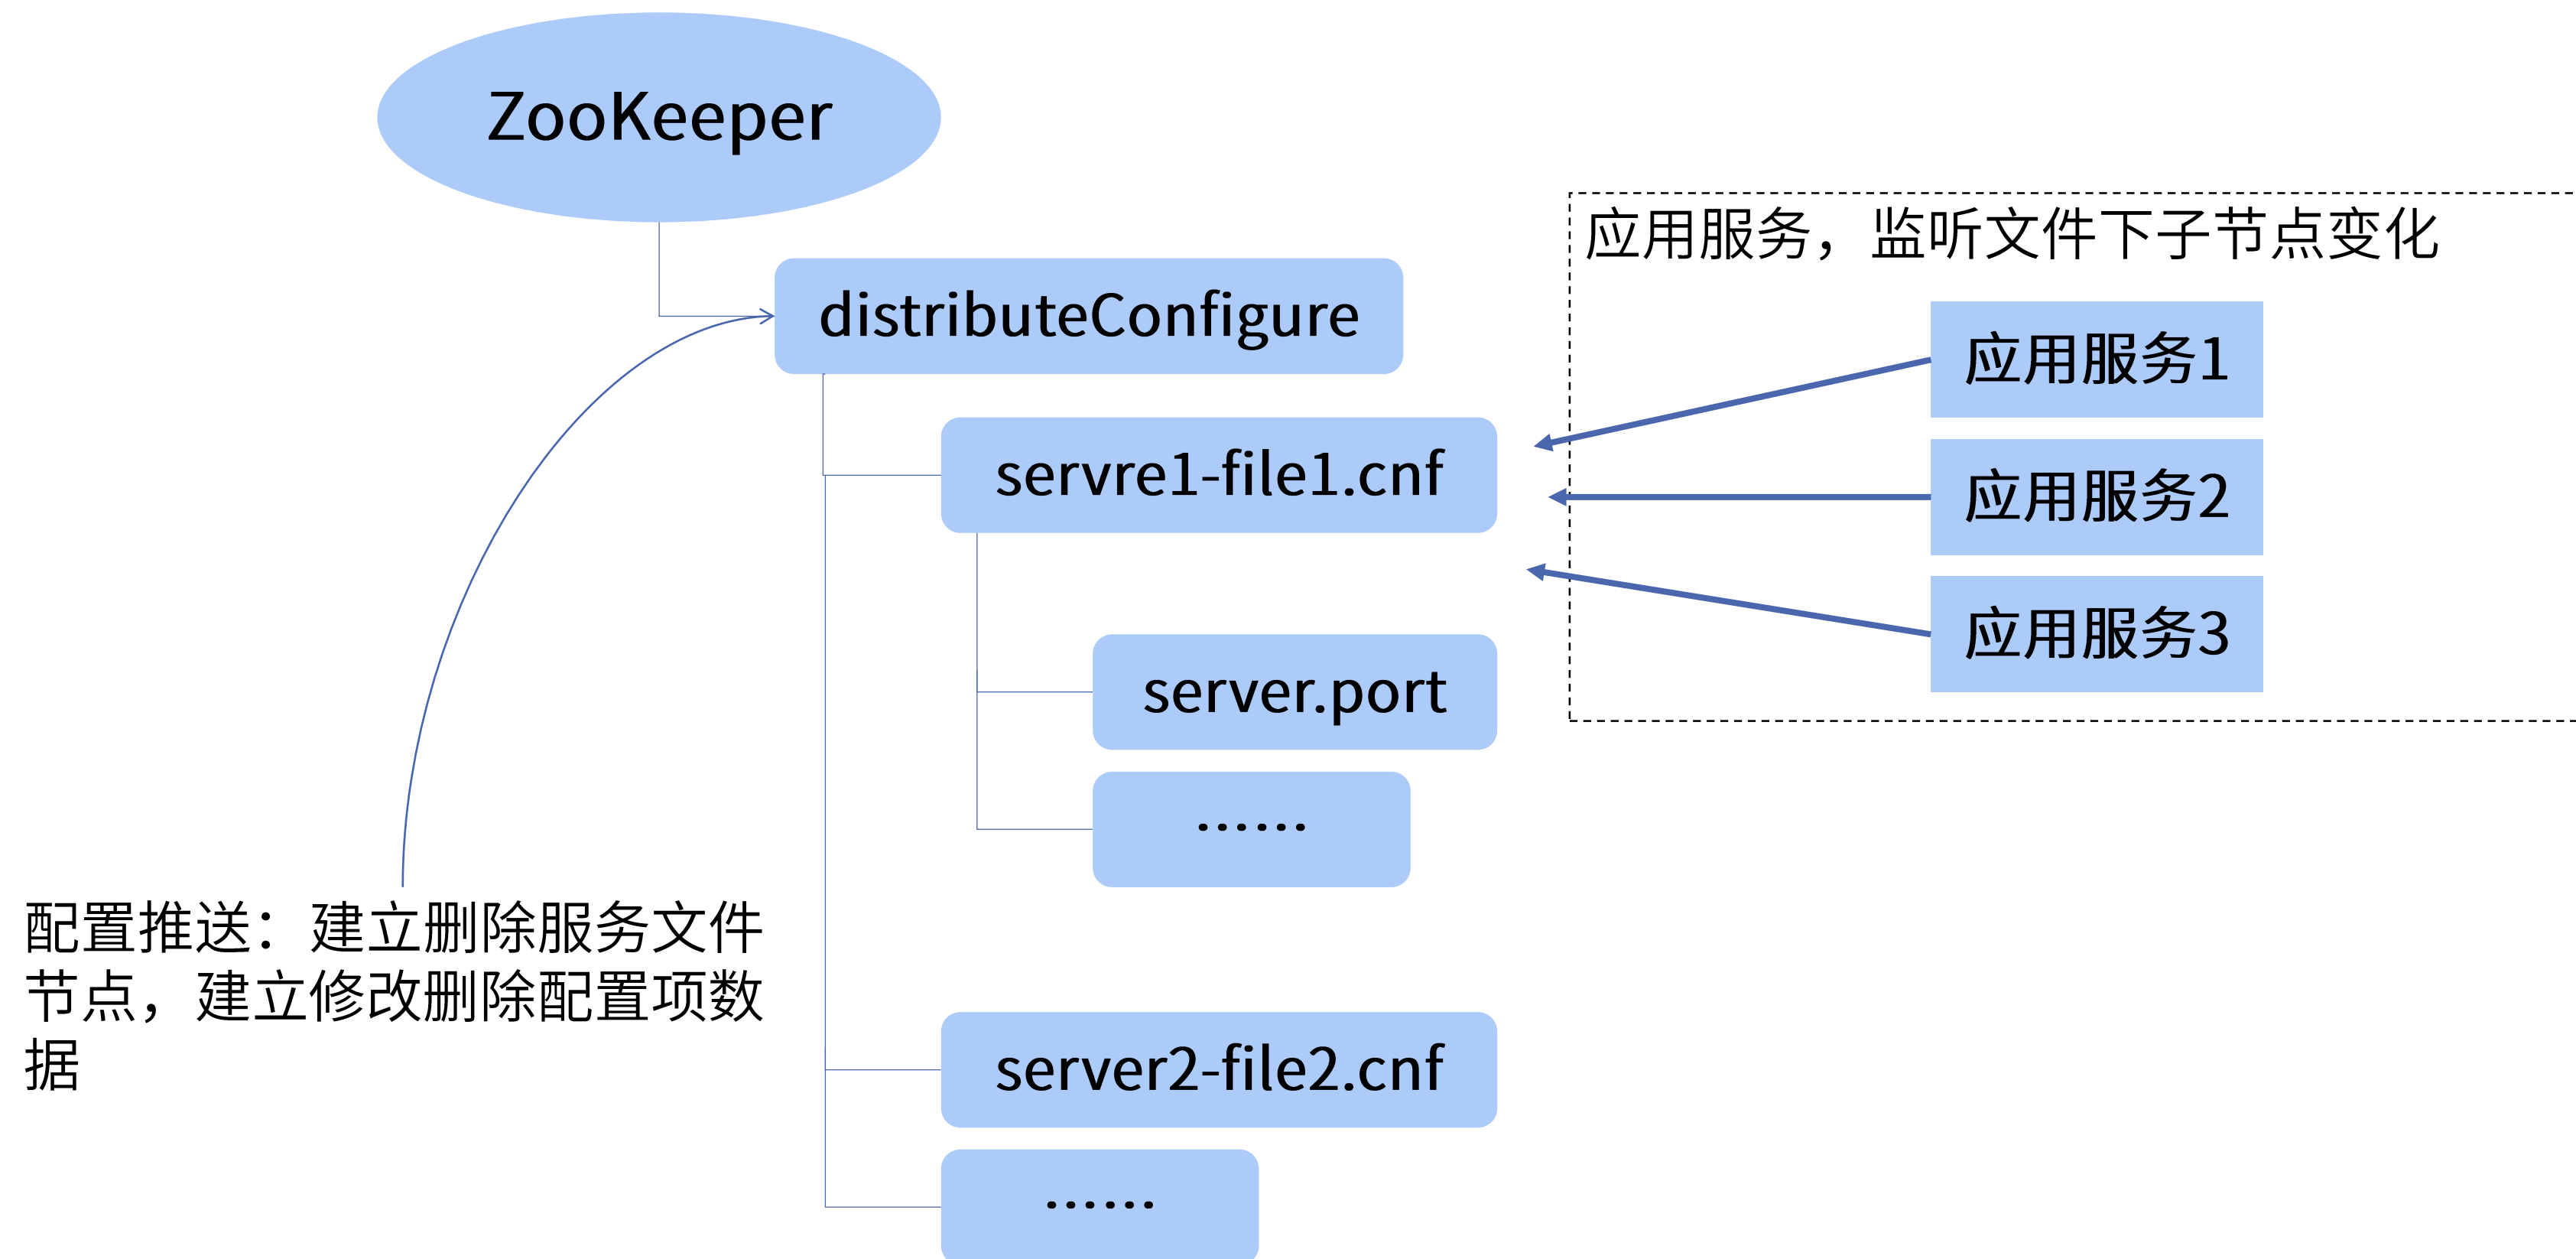 ZooKeeper
distributeConfigure
servre1-file1.cnf
server.port
……
server2-file2.cnf
……
应用服务，监听文件下子节点变化
应用服务1
应用服务2
应用服务3
配置推送：建立删除服务文件
节点，建立修改删除配置项数
据